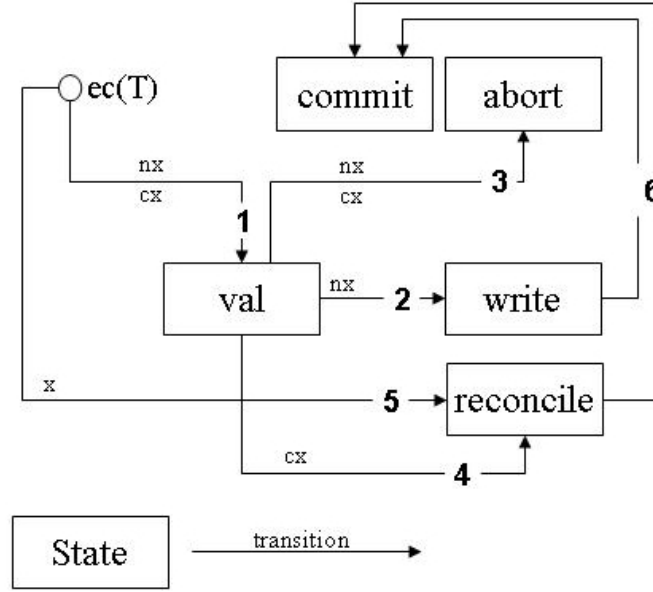 ec(T)
commit
abort
nx
cx
nx
cx
1
3
6
val
nx
2
write
x
5
reconcile
cx
4
State
transition